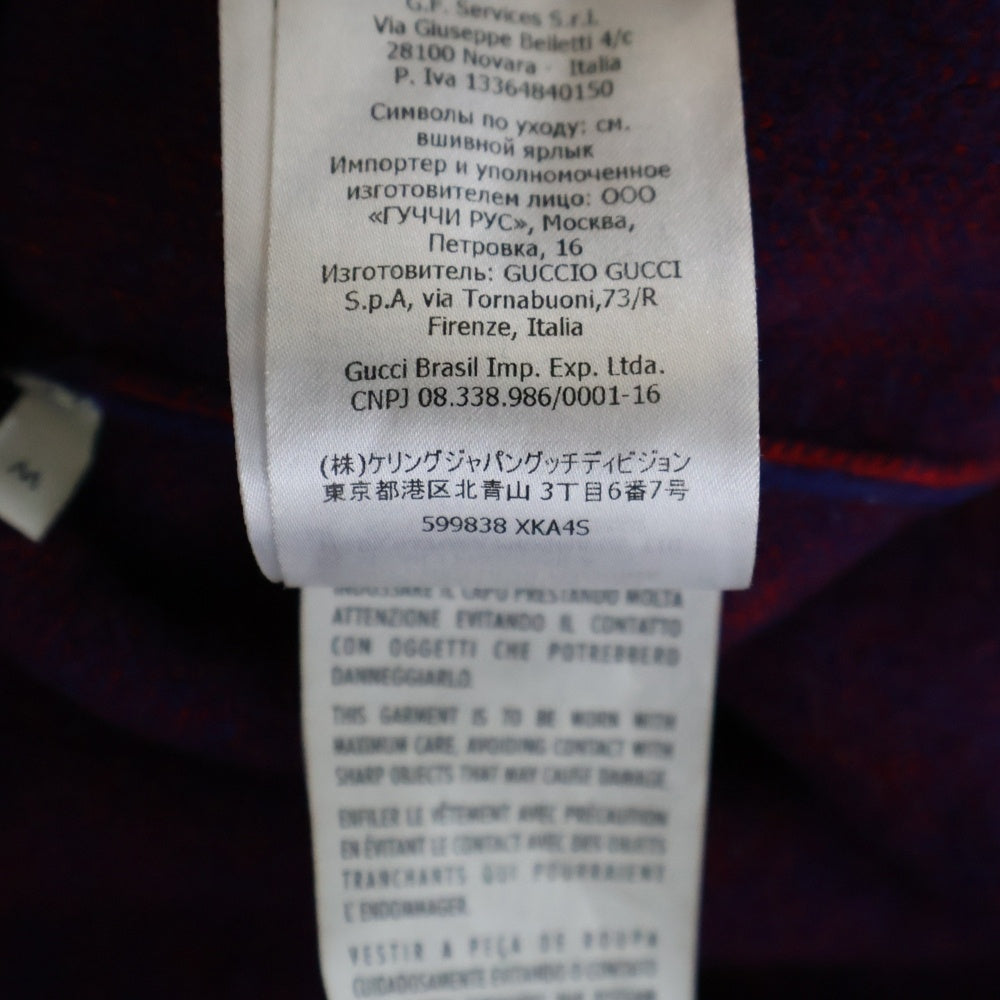 G.F. Services S.r.l.
Via Giuseppe Belletti 4/c
28100 Novara - Italia
P. Iva 13364840150
Символы по уходу: см.
вшивной ярлык
Импортер и уполномоченное
изготовителем лицо: ООО
«ГУЧЧИ РУС», Москва,
Петровка, 16
Изготовитель: GUCCIO GUCCI
S.p.A, via Tornabuoni,73/R
Firenze, Italia
Gucci Brasil Imp. Exp. Ltda.
CNPJ 08.338.986/0001-16
(株)ケリングジャパングッチディビジョン
東京都港区北青山 3丁目6番7号
599838 XKA4S
INDOSSARE IL CAPO PRESTANDO MOLTA
ATTENZIONE EVITANDO IL CONTATTO
CON OGGETTI CHE POTREBBERO
DANNEGGIARLO.
THIS GARMENT IS TO BE WORN WITH
MAXIMUM CARE, AVOIDING CONTACT WITH
SHARP OBJECTS THAT MAY CAUSE DAMAGE.
ENFILER LE VÊTEMENT AVEC PRÉCAUTION
EN ÉVITANT LE CONTACT AVEC DES OBJETS
TRANCHANTS QUI POURRAIENT
L'ENDOMMAGER.
VESTIR A PEÇA DE ROUPA
CUIDADOSAMENTE EVITANDO O CONTATO
M